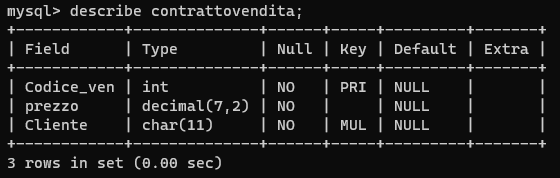 mysql> describe contrattovendita;
+------------+--------------+------+-----+---------+-------+
| Field      | Type         | Null | Key | Default | Extra |
+------------+--------------+------+-----+---------+-------+
| Codice_ven | int          | NO   | PRI | NULL    |       |
| prezzo     | decimal(7,2) | NO   |     | NULL    |       |
| Cliente    | char(11)     | NO   | MUL | NULL    |       |
+------------+--------------+------+-----+---------+-------+
3 rows in set (0.00 sec)